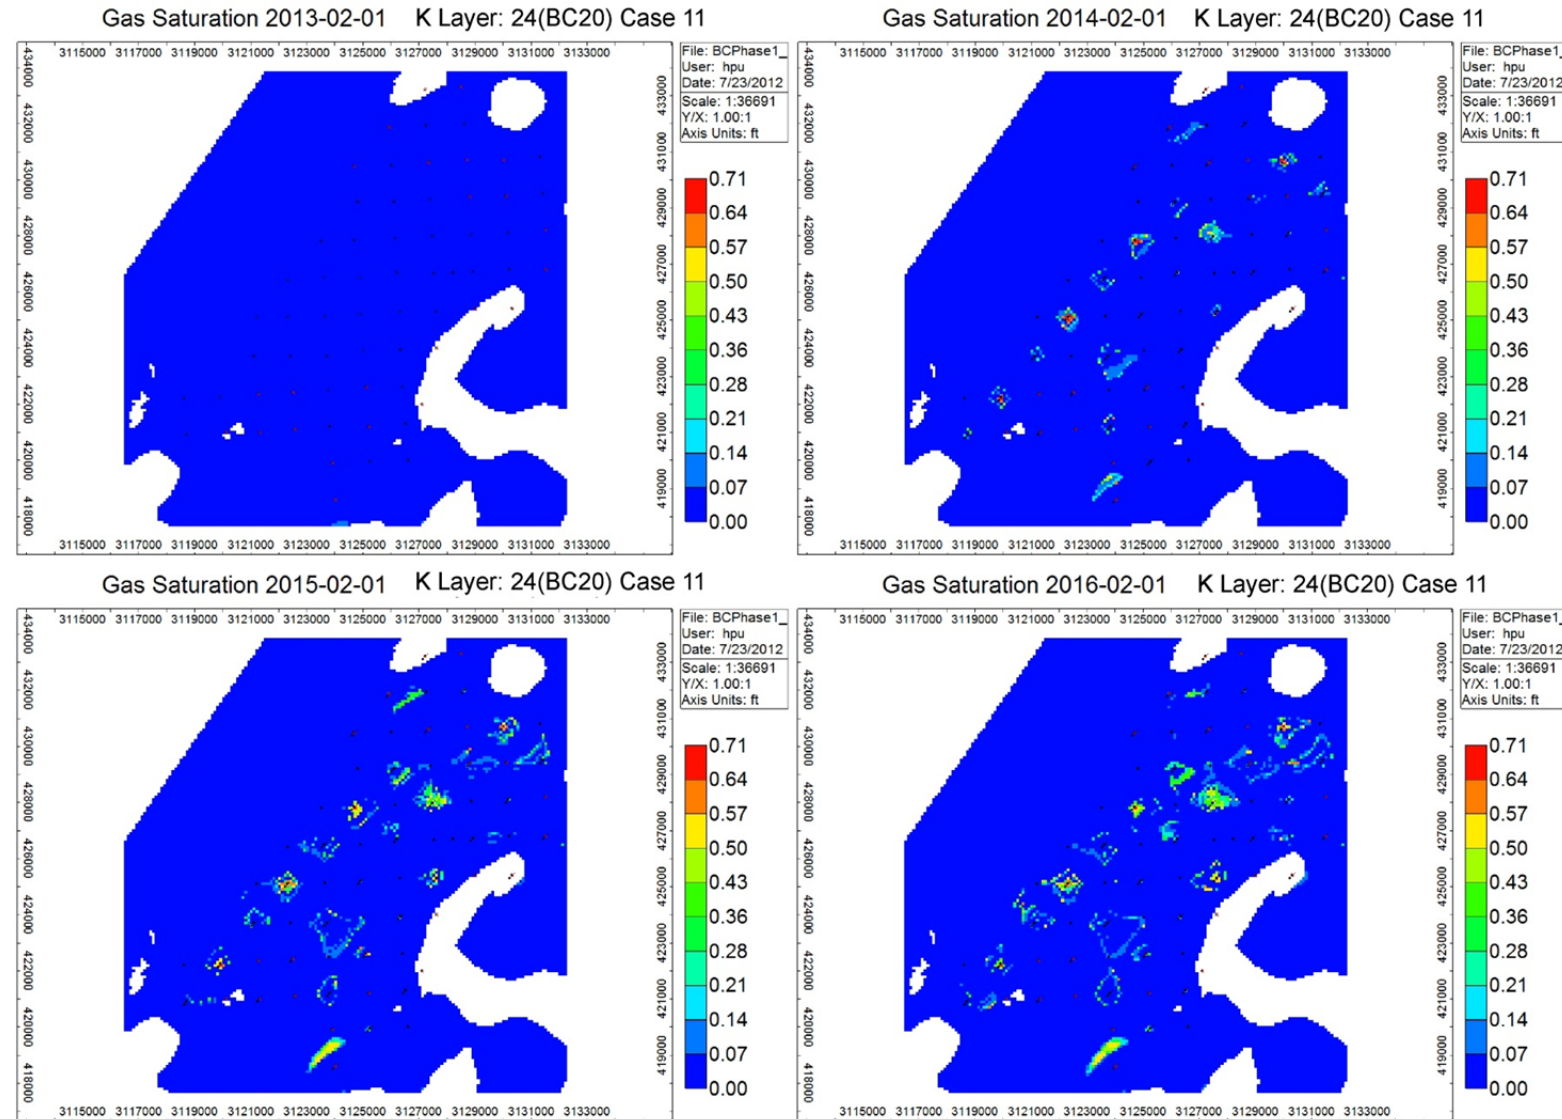 Gas Saturation 2013-02-01 K Layer: 24(BC20) Case 11
3115000 3117000 3119000 3121000 3123000 3125000 3127000 3129000 3131000 3133000
File: BCPhase1_
User: hpu
Date: 7/23/2012
Scale: 1:36691
Y/X: 1.00:1
Axis Units: ft
434000 432000 430000 428000 426000 424000 422000 420000 418000
433000 431000 429000 427000 425000 423000 421000 419000
0.71
0.64
0.57
0.50
0.43
0.36
0.28
0.21
0.14
0.07
0.00
3115000 3117000 3119000 3121000 3123000 3125000 3127000 3129000 3131000 3133000
Gas Saturation 2014-02-01 K Layer: 24(BC20) Case 11
3115000 3117000 3119000 3121000 3123000 3125000 3127000 3129000 3131000 3133000
File: BCPhase1_
User: hpu
Date: 7/23/2012
Scale: 1:36691
Y/X: 1.00:1
Axis Units: ft
434000 432000 430000 428000 426000 424000 422000 420000 418000
433000 431000 429000 427000 425000 423000 421000 419000
0.71
0.64
0.57
0.50
0.43
0.36
0.28
0.21
0.14
0.07
0.00
3115000 3117000 3119000 3121000 3123000 3125000 3127000 3129000 3131000 3133000
Gas Saturation 2015-02-01 K Layer: 24(BC20) Case 11
3115000 3117000 3119000 3121000 3123000 3125000 3127000 3129000 3131000 3133000
File: BCPhase1_
User: hpu
Date: 7/23/2012
Scale: 1:36691
Y/X: 1.00:1
Axis Units: ft
434000 432000 430000 428000 426000 424000 422000 420000 418000
433000 431000 429000 427000 425000 423000 421000 419000
0.71
0.64
0.57
0.50
0.43
0.36
0.28
0.21
0.14
0.07
0.00
3115000 3117000 3119000 3121000 3123000 3125000 3127000 3129000 3131000 3133000
Gas Saturation 2016-02-01 K Layer: 24(BC20) Case 11
3115000 3117000 3119000 3121000 3123000 3125000 3127000 3129000 3131000 3133000
File: BCPhase1_
User: hpu
Date: 7/23/2012
Scale: 1:36691
Y/X: 1.00:1
Axis Units: ft
434000 432000 430000 428000 426000 424000 422000 420000 418000
433000 431000 429000 427000 425000 423000 421000 419000
0.71
0.64
0.57
0.50
0.43
0.36
0.28
0.21
0.14
0.07
0.00
3115000 3117000 3119000 3121000 3123000 3125000 3127000 3129000 3131000 3133000